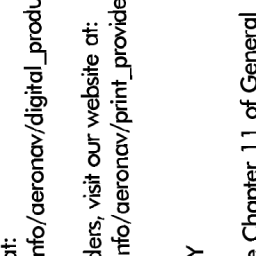 at:
nfo/aeronav/digital_produ
ders, visit our website at:
nfo/aeronav/print_provide
Y
e Chapter 11 of General